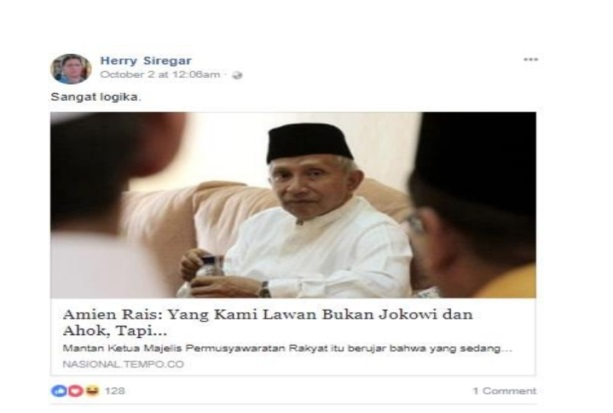 Herry Siregar
October 2 at 12:06am ·
Sangat logika.
Amien Rais: Yang Kami Lawan Bukan Jokowi dan
Ahok, Tapi...
Mantan Ketua Majelis Permusyawaratan Rakyat itu berujar bahwa yang sedang...
NASIONAL.TEMPO.CO
128
1 Comment